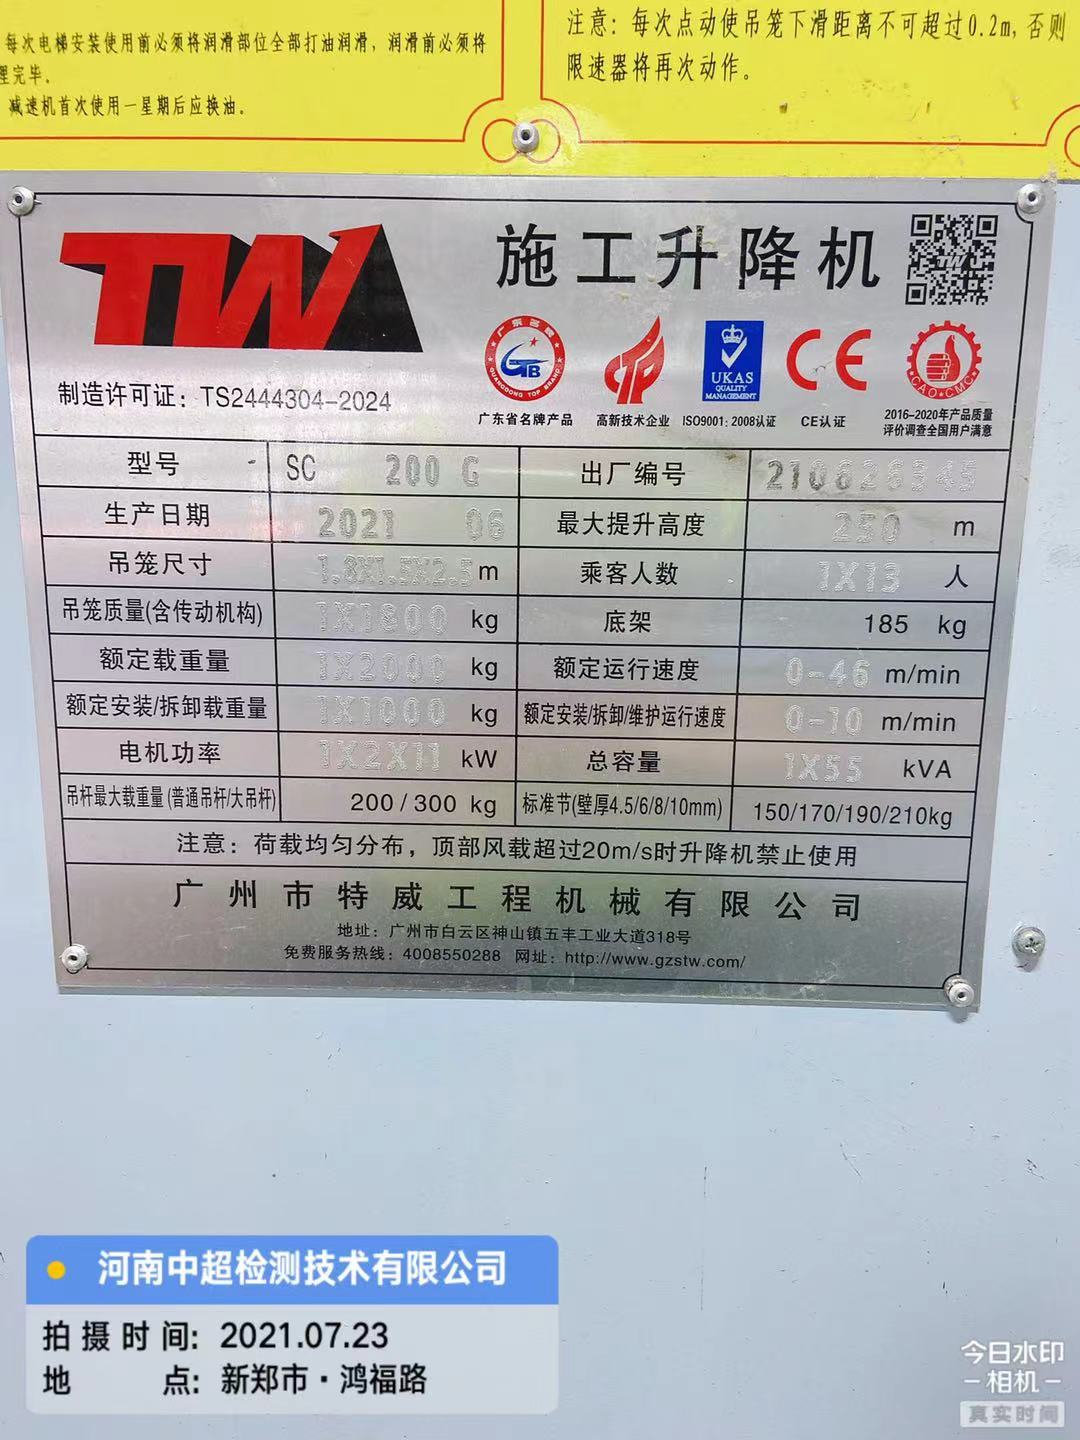 每次电梯安装使用前必须将润滑部位全部打油润滑，润滑前必须将
理完毕。
减速机首次使用一星期后应换油。
注意：每次点动使吊笼下滑距离不可超过0.2m,否则
限速器将再次动作。
TW
施工升降机
制造许可证：TS2444304-2024
广东名牌
GTB
GUANGDONG TOP BRAND
广东省名牌产品
高新技术企业
UKAS
QUALITY
MANAGEMENT
ISO9001：2008认证
CE
CE认证
CAO·CMC
2016-2020年产品质量
评价调查全国用户满意
型号 SC 200 G 出厂编号 210626345
生产日期 2021 06 最大提升高度 250 m
吊笼尺寸 1.8X1.5X2.5 m 乘客人数 1X13 人
吊笼质量(含传动机构) 1X1800 kg 底架 185 kg
额定载重量 1X2000 kg 额定运行速度 0-46 m/min
额定安装/拆卸载重量 1X1000 kg 额定安装/拆卸/维护运行速度 0-10 m/min
电机功率 1X2X11 kW 总容量 1X55 kVA
吊杆最大载重量(普通吊杆/大吊杆) 200/300 kg 标准节(壁厚4.5/6/8/10mm) 150/170/190/210kg
注意：荷载均匀分布，顶部风载超过20m/s时升降机禁止使用
广州市特威工程机械有限公司
地址：广州市白云区神山镇五丰工业大道318号
免费服务热线：4008550288 网址：http://www.gzstw.com/
河南中超检测技术有限公司
拍摄时间: 2021.07.23
地 点: 新郑市·鸿福路
今日水印
相机
真实时间